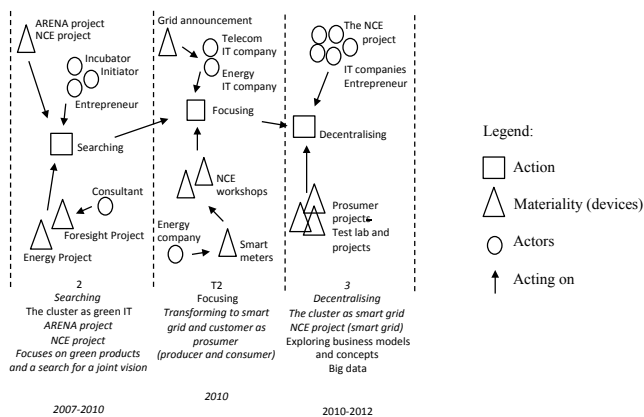 ARENA project
NCE project
Incubator
Initiator
Entrepreneur
Searching
Consultant
Foresight Project
Energy Project
Grid announcement
Telecom
IT company
Energy
IT company
Focusing
NCE
workshops
Energy
company
Smart
meters
The NCE
project
IT companies
Entrepreneur
Decentralising
Prosumer
projects
Test lab and
projects
Legend:
Action
Materiality (devices)
Actors
Acting on
2
Searching
The cluster as green IT
ARENA project
NCE project
Focuses on green products
and a search for a joint vision
2007-2010
T2
Focusing
Transforming to smart
grid and customer as
prosumer
(producer and consumer)
2010
3
Decentralising
The cluster as smart grid
NCE project (smart grid)
Exploring business models
and concepts
Big data
2010-2012